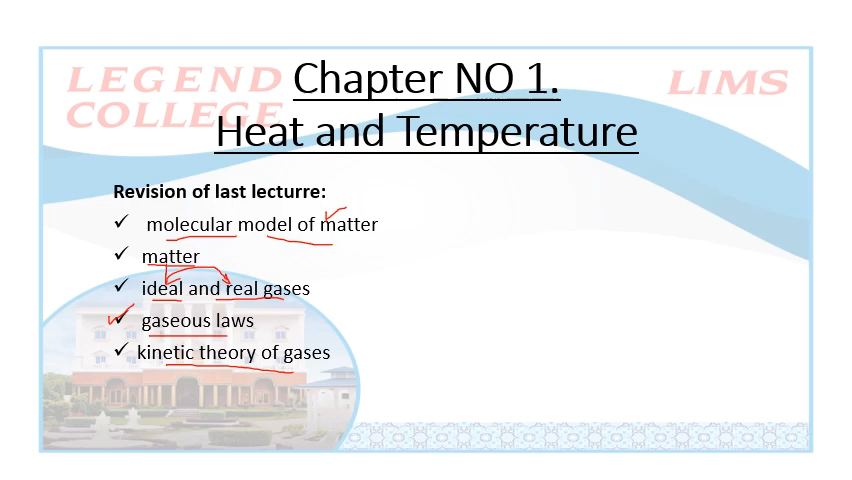 LEGEND
COLLEGE
LIMS
Chapter NO 1.
Heat and Temperature
Revision of last lecturre:
✓ molecular model of matter
✓ matter
✓ ideal and real gases
✓ gaseous laws
✓ kinetic theory of gases